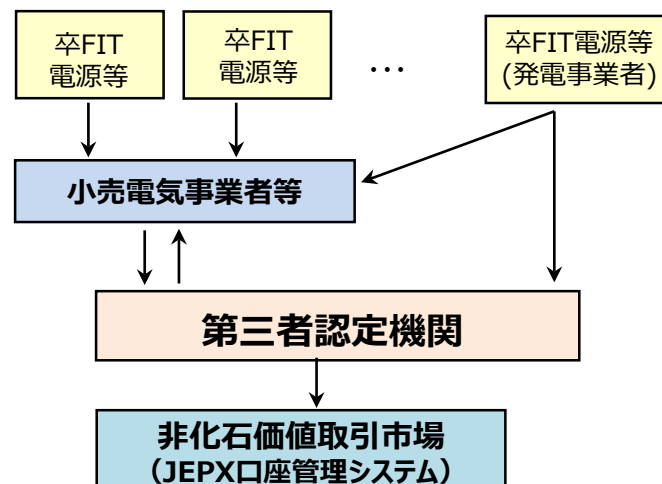 卒FIT
電源等
卒FIT
電源等
…
卒FIT電源等
(発電事業者)
小売電気事業者等
第三者認定機関
非化石価値取引市場
（JEPX口座管理システム）